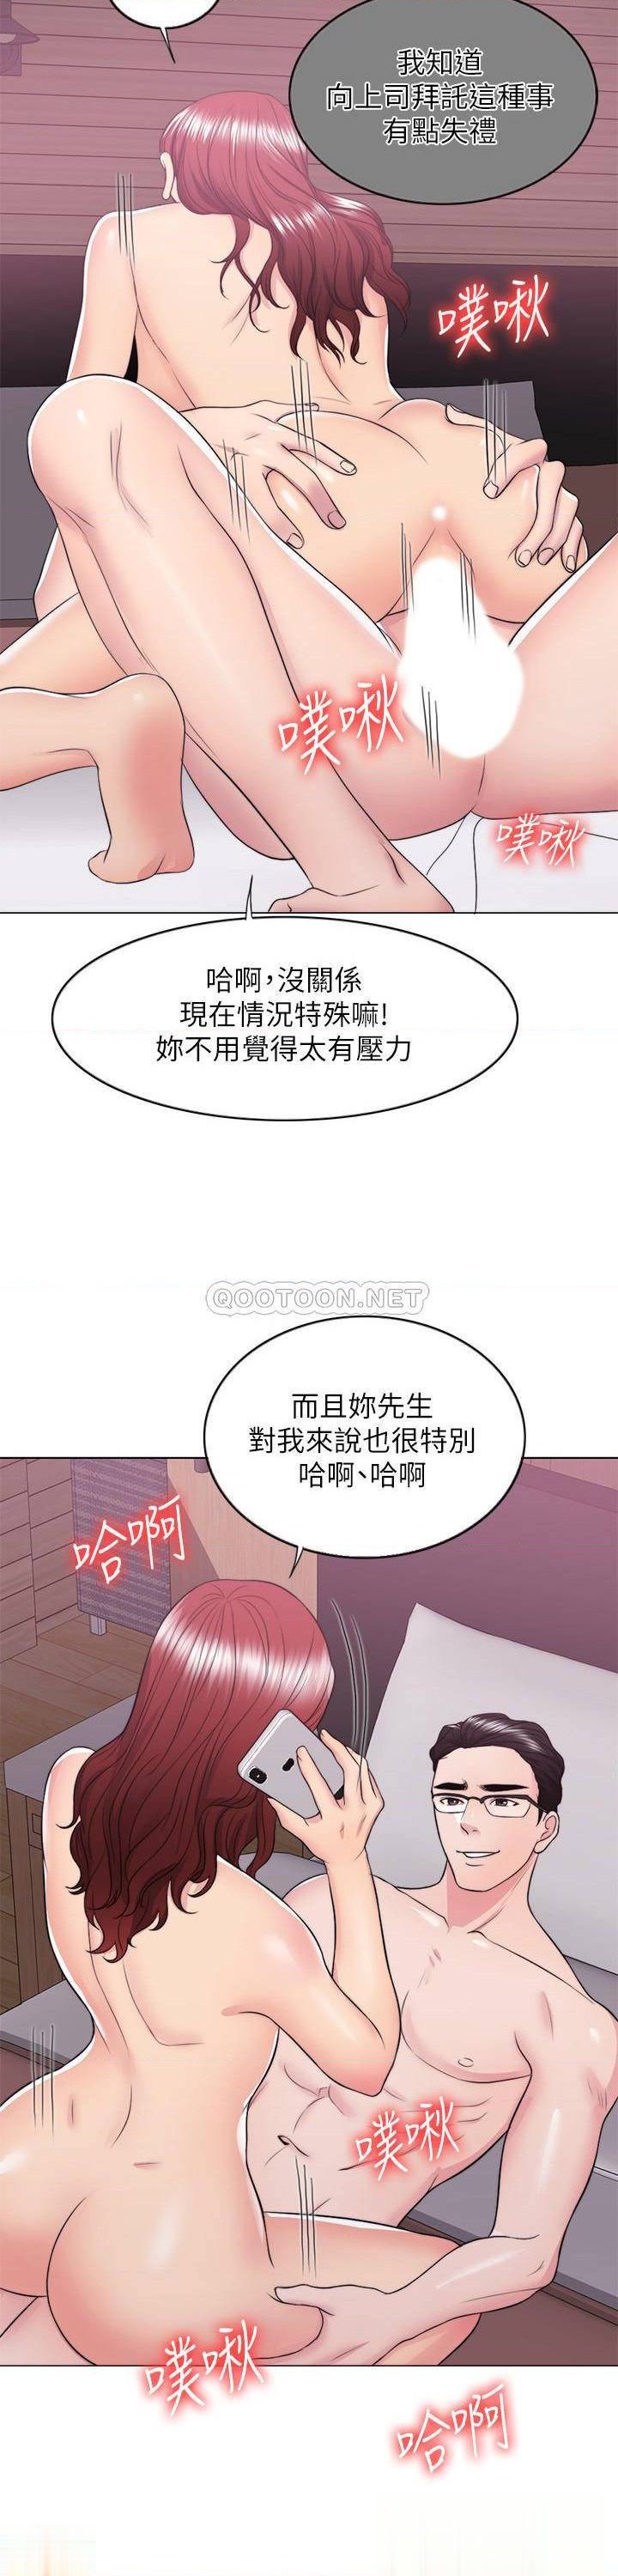 我知道
向上司拜託這種事
有點失禮
噗啾
噗啾
噗啾
哈啊，沒關係
現在情況特殊嘛!
妳不用覺得太有壓力
QOOTOON.NET
而且妳先生
對我來說也很特別
哈啊、哈啊
哈啊
噗啾
噗啾
哈啊